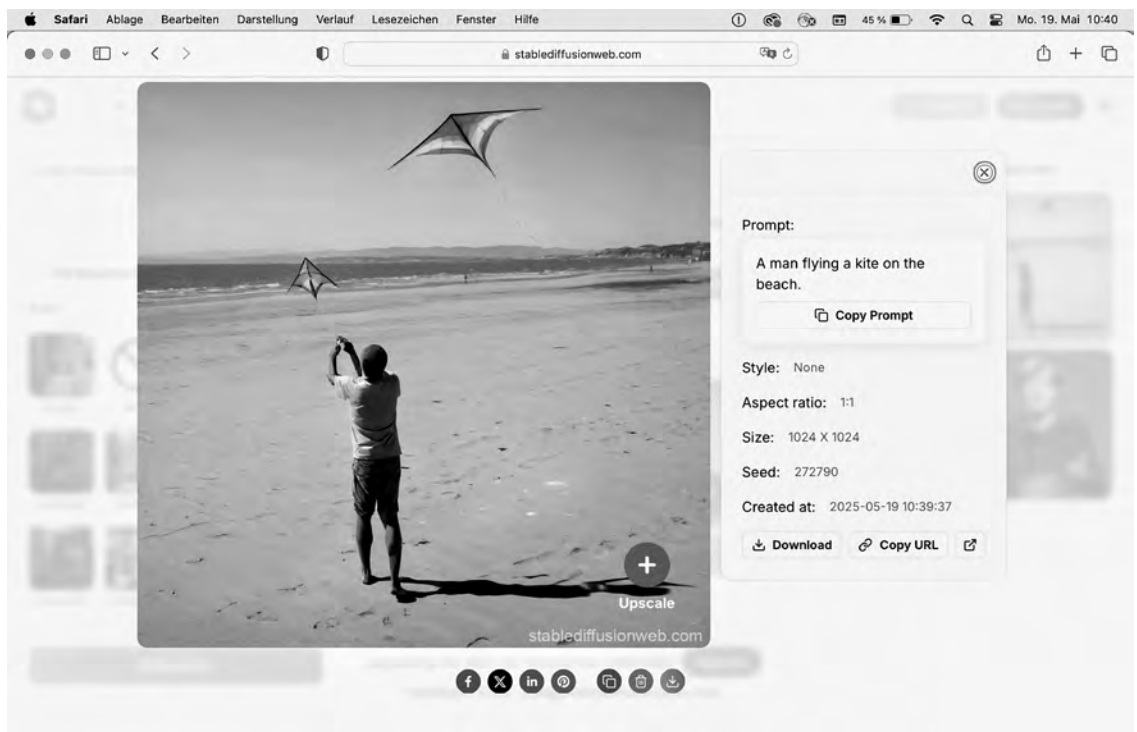 Safari Ablage Bearbeiten Darstellung Verlauf Lesezeichen Fenster Hilfe 45 % Mo. 19. Mai 10:40
stablediffusionweb.com
Prompt:
A man flying a kite on the
beach.
Copy Prompt
Style: None
Aspect ratio: 1:1
Size: 1024 X 1024
Seed: 272790
Created at: 2025-05-19 10:39:37
Download Copy URL
Upscale
stablediffusionweb.com